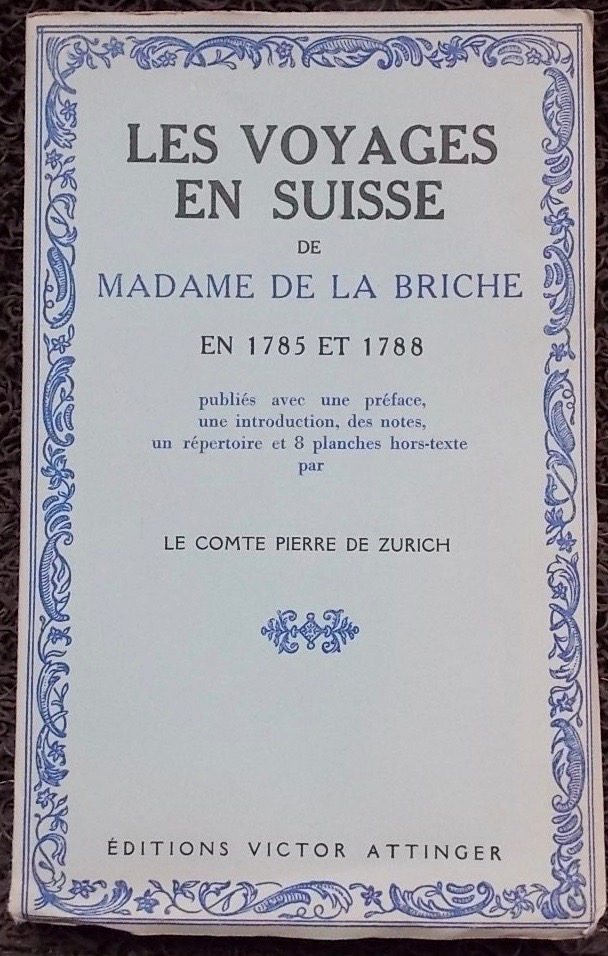 LES VOYAGES
EN SUISSE
DE
MADAME DE LA BRICHE
EN 1785 ET 1788
publiés avec une préface,
une introduction, des notes,
un répertoire et 8 planches hors-texte
par
LE COMTE PIERRE DE ZURICH
ÉDITIONS VICTOR ATTINGER